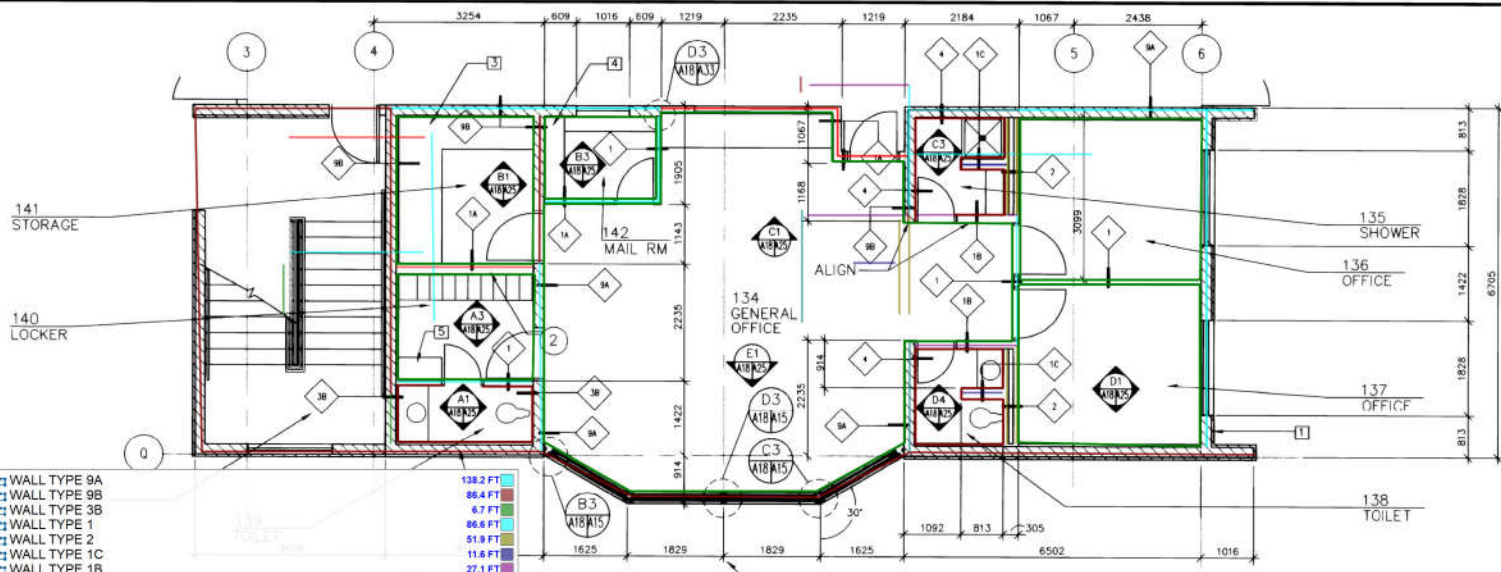 3254 609 1016 609 1219 2235 1219 2184 1067 2438
3 4 5 6
3 4 D3 A18 A33 4 1C 9A
9B B3 A18 A25 1 1067 1A C3 A18 A25 813
9B B1 A18 A25 1905 1168 4 2 1828
141
STORAGE
1A 1A 142
MAIL RM
1143 C1 A18 A25 9B 1B 3099 1
135
SHOWER
ALIGN
136
OFFICE
1422 6705
140
LOCKER
A3 A18 A25 9A 2235
134
GENERAL
OFFICE
1 1B
5 1 2 E1 A18 A25 914 4 1C 1828
3B A1 A18 A25 3B 1422 D3 A18 A15 2235 D4 A18 A25 2 D1 A18 A25
137
OFFICE
9A 9A 1
Q 914 C3 A18 A15 813
WALL TYPE 9A 138.2 FT
WALL TYPE 9B 86.4 FT
WALL TYPE 3B 6.7 FT
WALL TYPE 1 86.6 FT
WALL TYPE 2 51.9 FT
WALL TYPE 1C 11.6 FT
WALL TYPE 1B 27.1 FT
139
TOILET
B3 A18 A15 30°
138
TOILET
1092 813 305
1625 1829 1829 1625 6502 1016